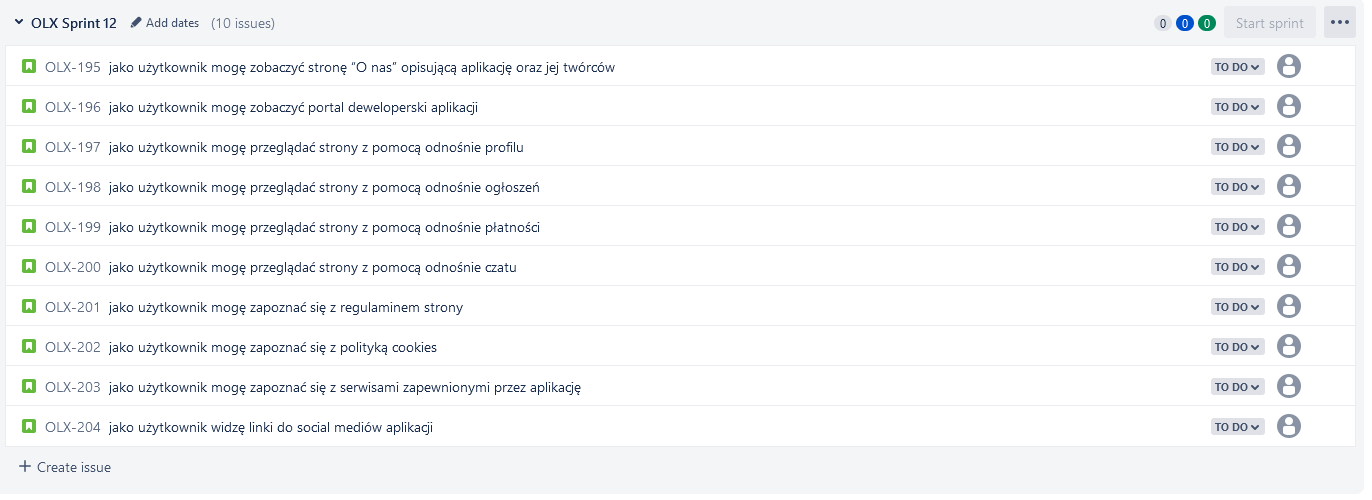 OLX Sprint 12 Add dates (10 issues) 0 0 0 Start sprint
OLX-195 jako użytkownik mogę zobaczyć stronę “O nas” opisującą aplikację oraz jej twórców TO DO
OLX-196 jako użytkownik mogę zobaczyć portal deweloperski aplikacji TO DO
OLX-197 jako użytkownik mogę przeglądać strony z pomocą odnośnie profilu TO DO
OLX-198 jako użytkownik mogę przeglądać strony z pomocą odnośnie ogłoszeń TO DO
OLX-199 jako użytkownik mogę przeglądać strony z pomocą odnośnie płatności TO DO
OLX-200 jako użytkownik mogę przeglądać strony z pomocą odnośnie czatu TO DO
OLX-201 jako użytkownik mogę zapoznać się z regulaminem strony TO DO
OLX-202 jako użytkownik mogę zapoznać się z polityką cookies TO DO
OLX-203 jako użytkownik mogę zapoznać się z serwisami zapewnionymi przez aplikację TO DO
OLX-204 jako użytkownik widzę linki do social mediów aplikacji TO DO
+ Create issue